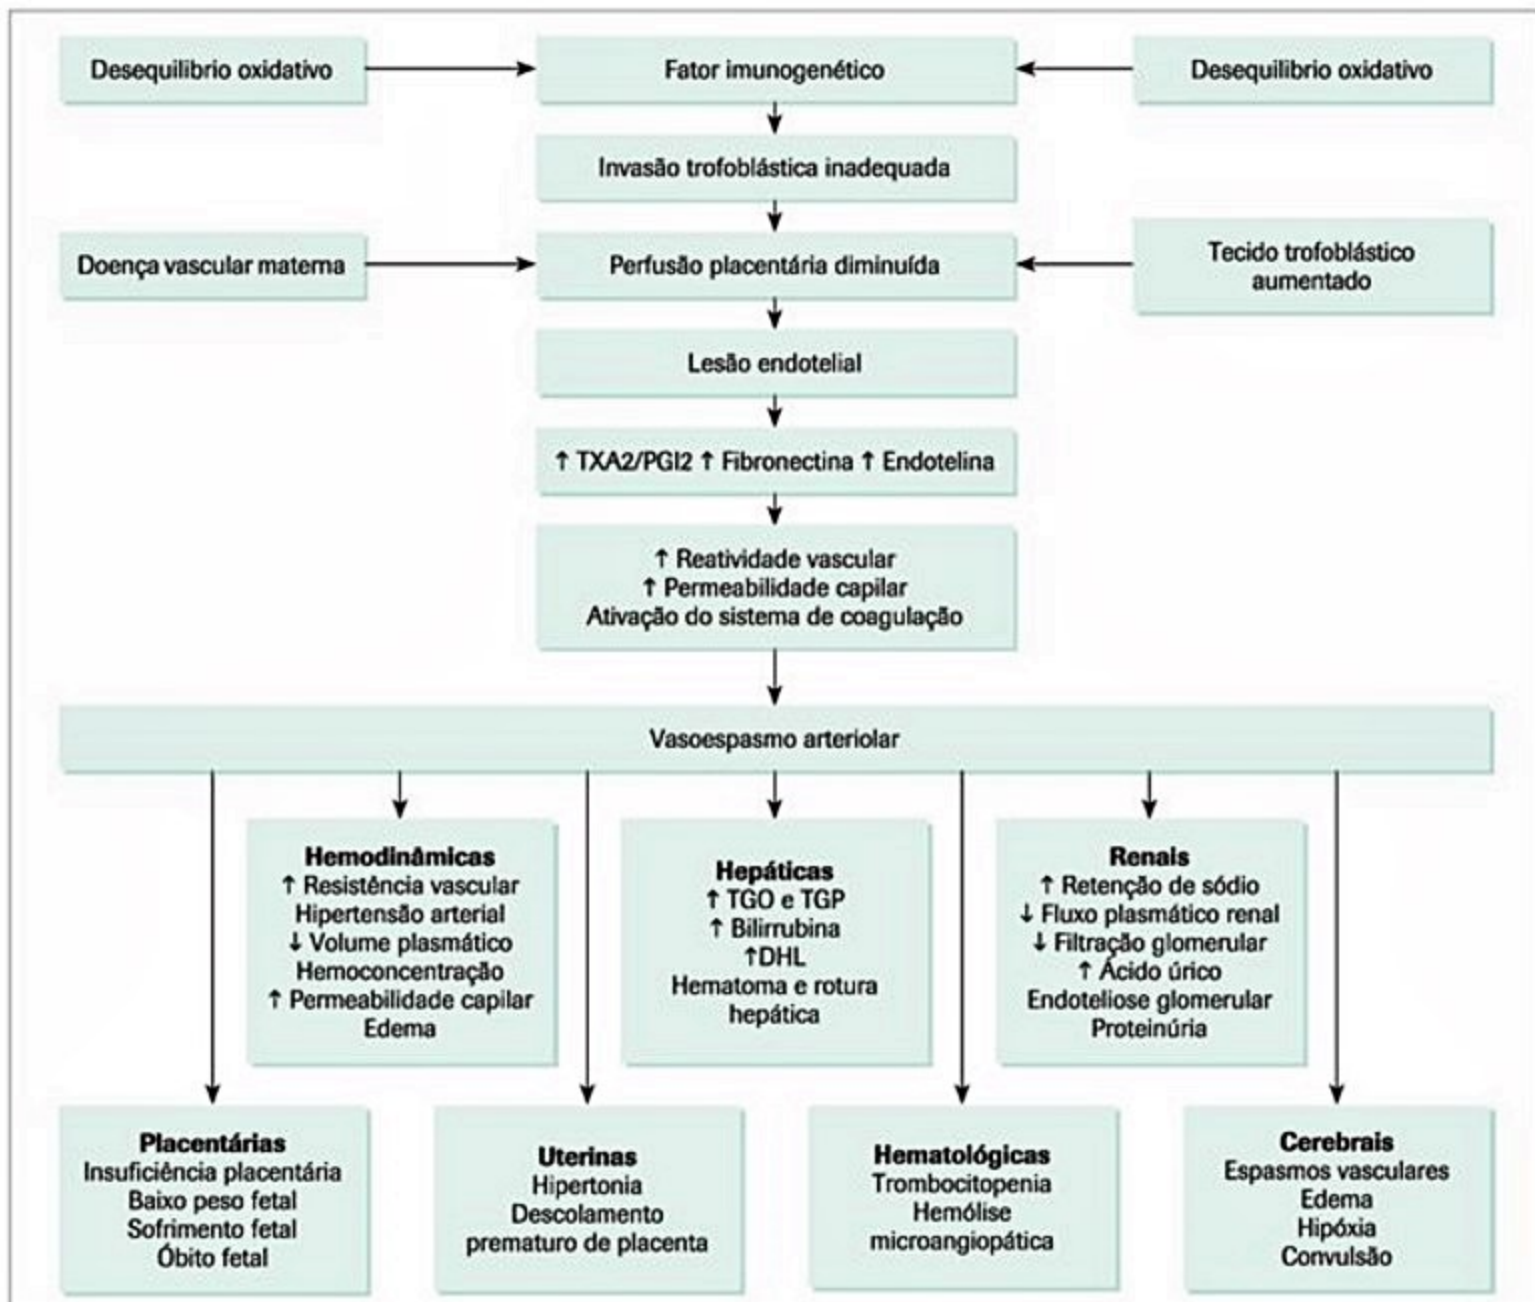 Desequilibrio oxidativo
Fator imunogenético
Desequilibrio oxidativo
Invasão trofoblástica inadequada
Doença vascular materna
Perfusão placentária diminuída
Tecido trofoblástico
aumentado
Lesão endotelial
↑ TXA2/PGI2 ↑ Fibronectina ↑ Endotelina
↑ Reatividade vascular
↑ Permeabilidade capilar
Ativação do sistema de coagulação
Vasoespasmo arteriolar
Hemodinâmicas
↑ Resistência vascular
Hipertensão arterial
↓ Volume plasmático
Hemoconcentração
↑ Permeabilidade capilar
Edema
Hepáticas
↑ TGO e TGP
↑ Bilirrubina
↑DHL
Hematoma e rotura
hepática
Renais
↑ Retenção de sódio
↓ Fluxo plasmático renal
↓ Filtração glomerular
↑ Ácido úrico
Endoteliose glomerular
Proteinúria
Placentárias
Insuficiência placentária
Baixo peso fetal
Sofrimento fetal
Óbito fetal
Uterinas
Hipertonia
Descolamento
prematuro de placenta
Hematológicas
Trombocitopenia
Hemólise
microangiopática
Cerebrais
Espasmos vasculares
Edema
Hipóxia
Convulsão